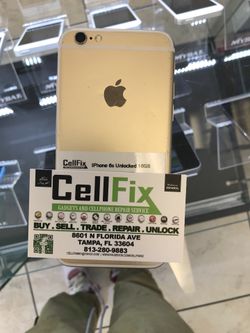 CellFix
iPhone 6s Unlocked 16GB
CellFix
GADGETS AND CELLPHONE REPAIR SERVICE
BUY . SELL . TRADE . REPAIR . UNLOCK
8601 N FLORIDA AVE
TAMPA, FL 33604
813-280-9883